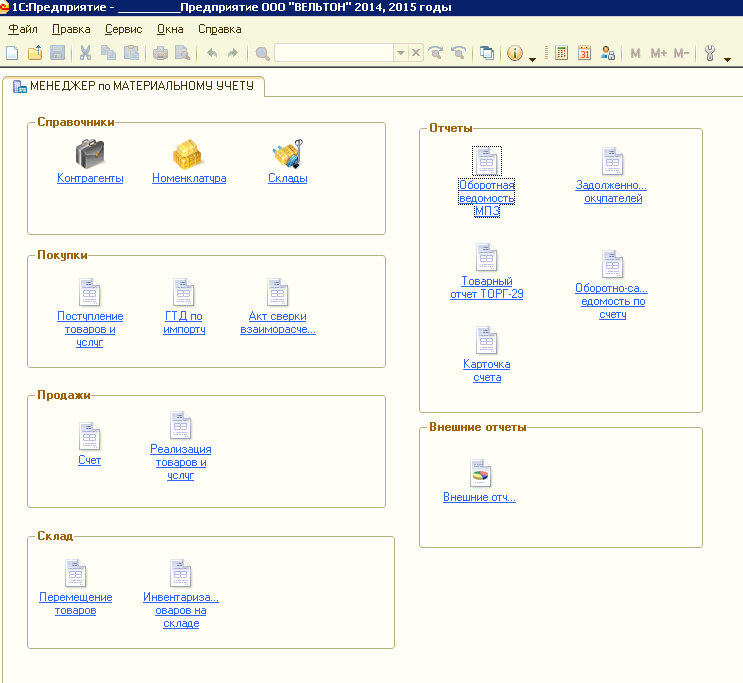 1С:Предприятие - __________Предприятие ООО "ВЕЛЬТОН" 2014, 2015 годы
Файл Правка Сервис Окна Справка
31 M M+ M-
МЕНЕДЖЕР по МАТЕРИАЛЬНОМУ УЧЕТУ
Справочники
Контрагенты
Номенклатура
Склады
Покупки
Поступление
товаров и
услуг
ГТД по
импорту
Акт сверки
взаиморасче...
Продажи
Счет
Реализация
товаров и
услуг
Склад
Перемещение
товаров
Инвентариза...
оваров на
складе
Отчеты
Оборотная
ведомость
МПЗ
Задолженно...
окупателей
Товарный
отчет ТОРГ-29
Оборотно-са...
едомость по
счету
Карточка
счета
Внешние отчеты
Внешние отч...